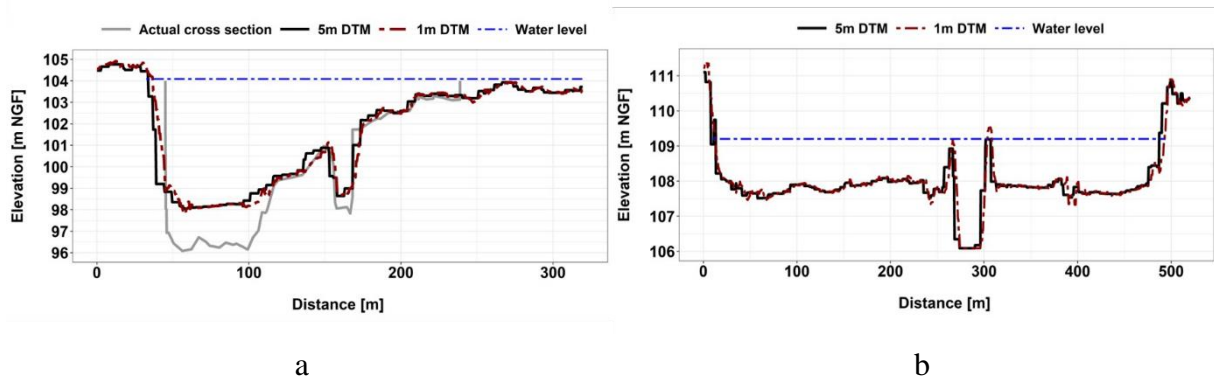 Actual cross section 5m DTM 1m DTM Water level
105
104
103
102
101
100
99
98
97
96
Elevation [m NGF]
0 100 200 300
Distance [m]
a
5m DTM 1m DTM Water level
111
110
109
108
107
106
Elevation [m NGF]
0 100 200 300 400 500
Distance [m]
b